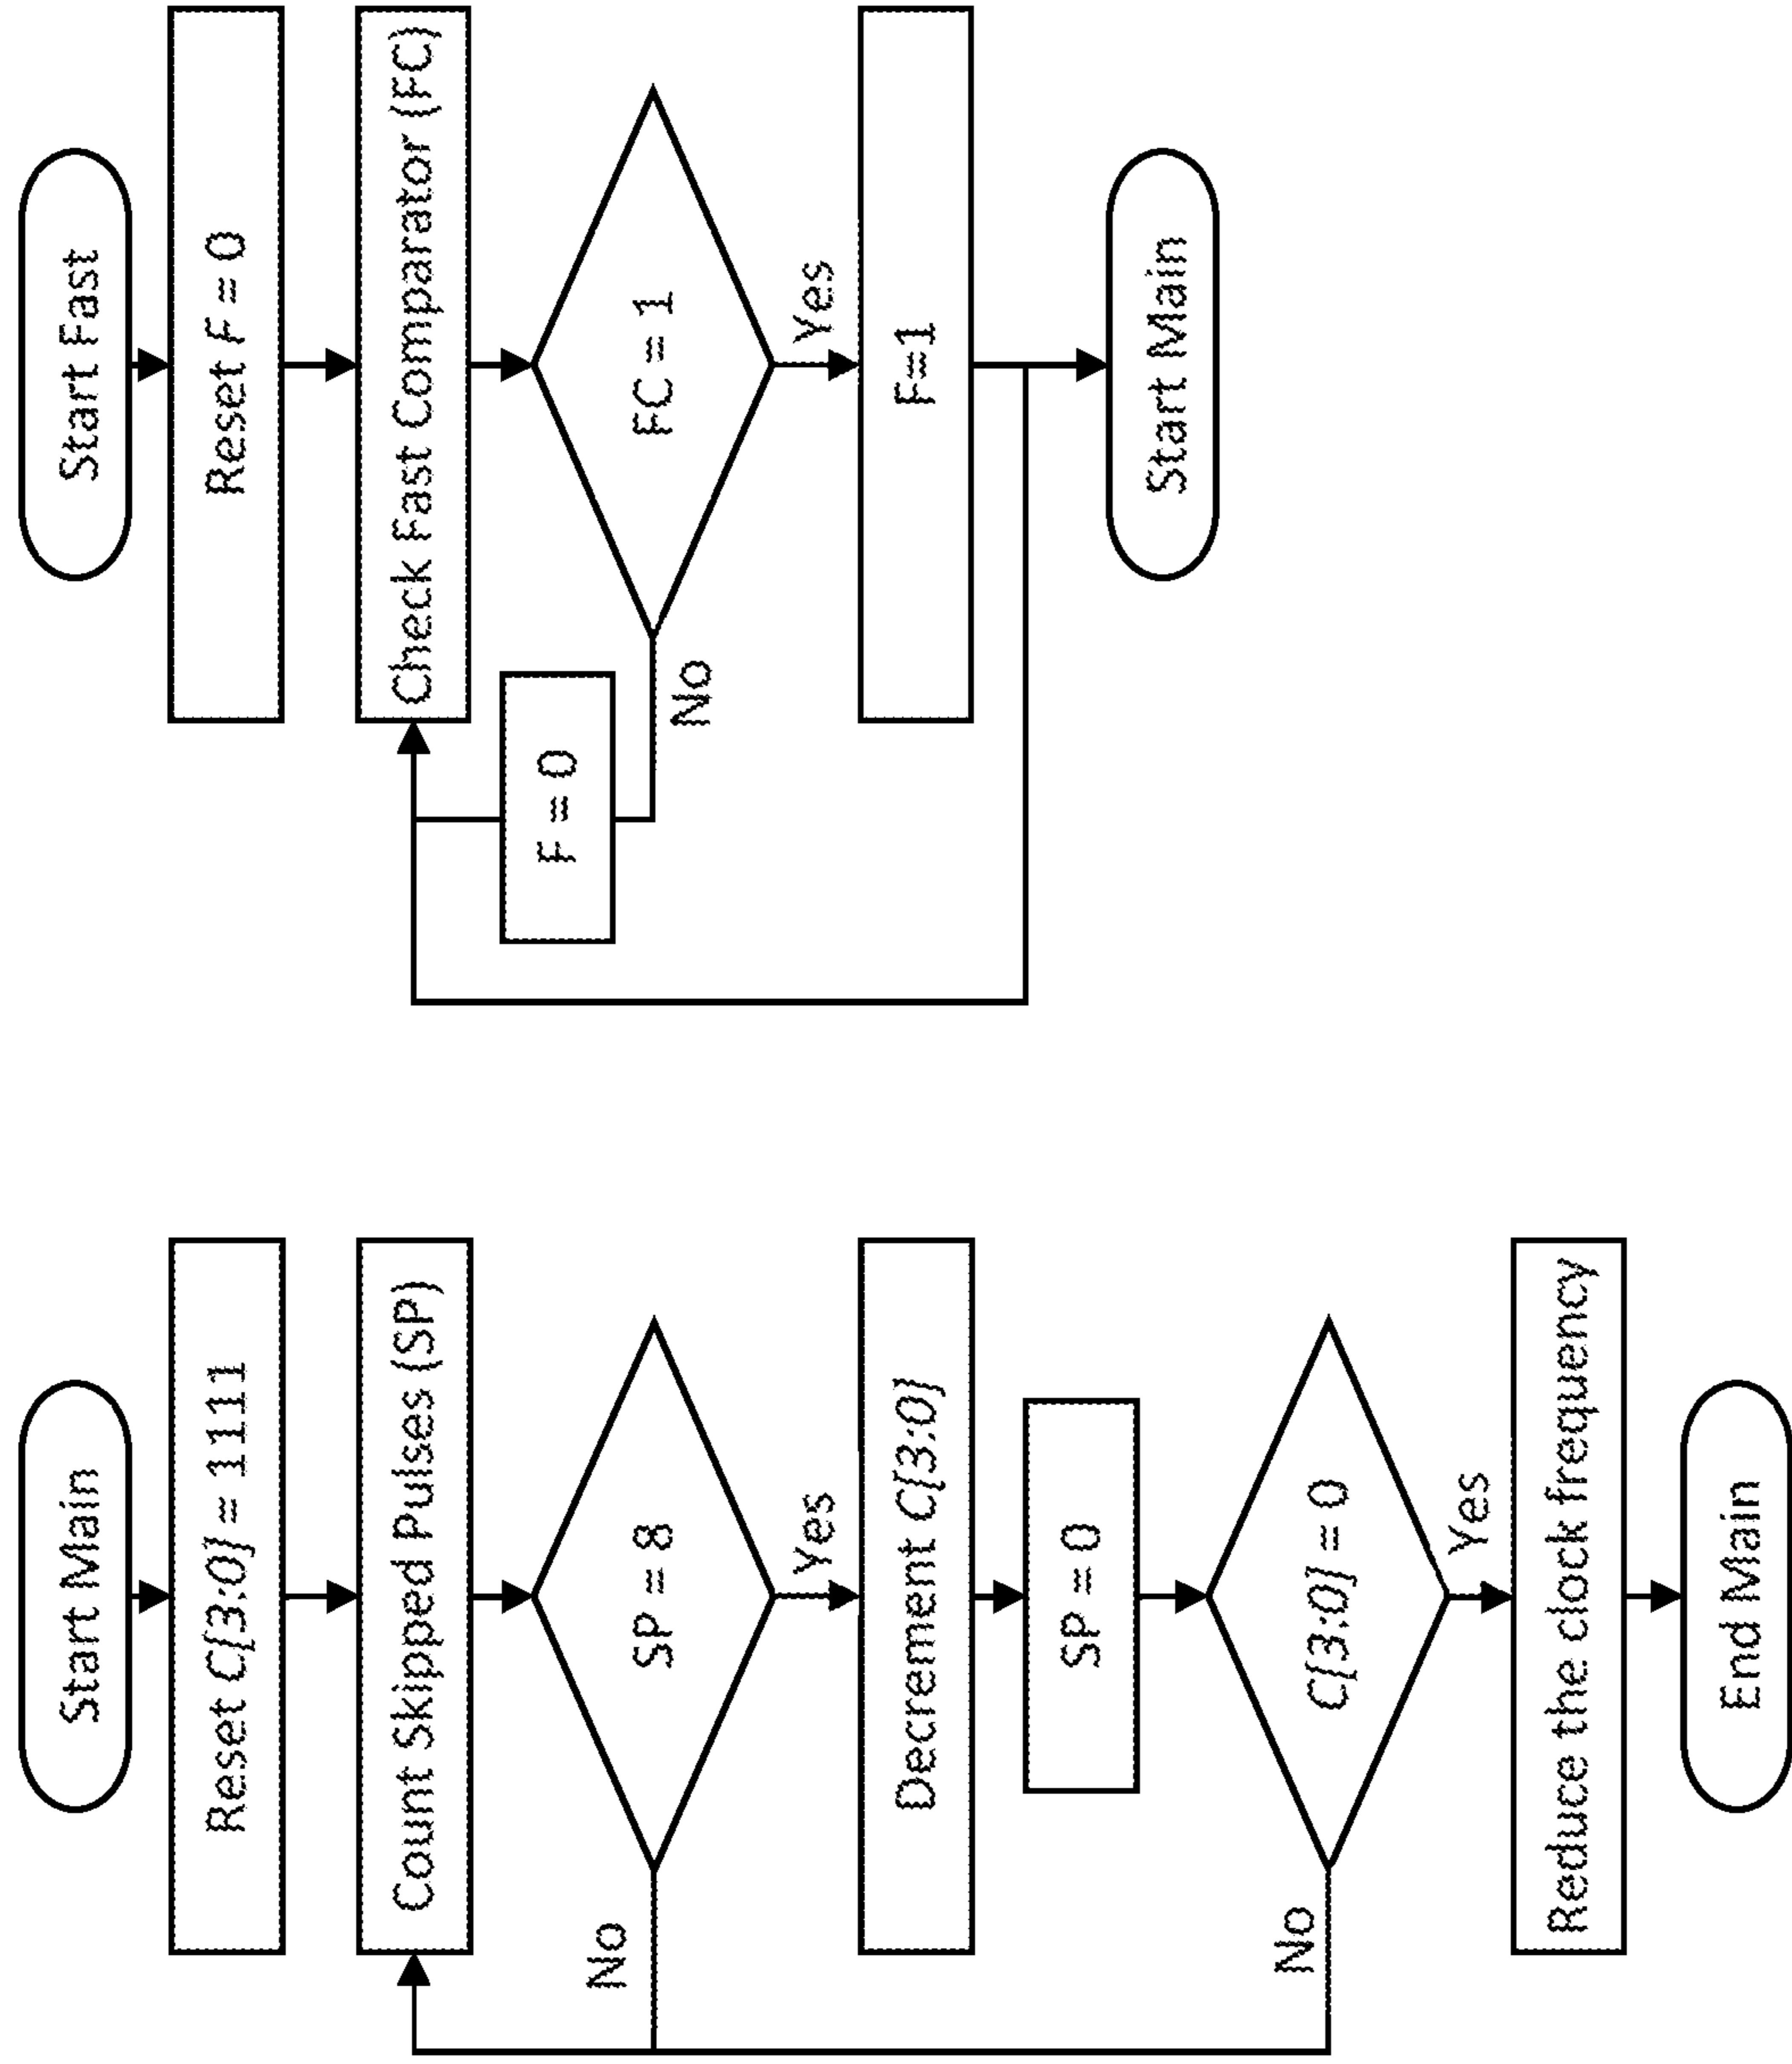 Start Main
Reset C[3:0] = 1111
Count Skipped Pulses (SP)
SP = 8
No
Yes
Decrement C[3:0]
SP = 0
C[3:0] = 0
No
Yes
Reduce the clock frequency
End Main
Start Fast
Reset F = 0
Check Fast Comparator (FC)
F = 0
FC = 1
No
Yes
F=1
Start Main